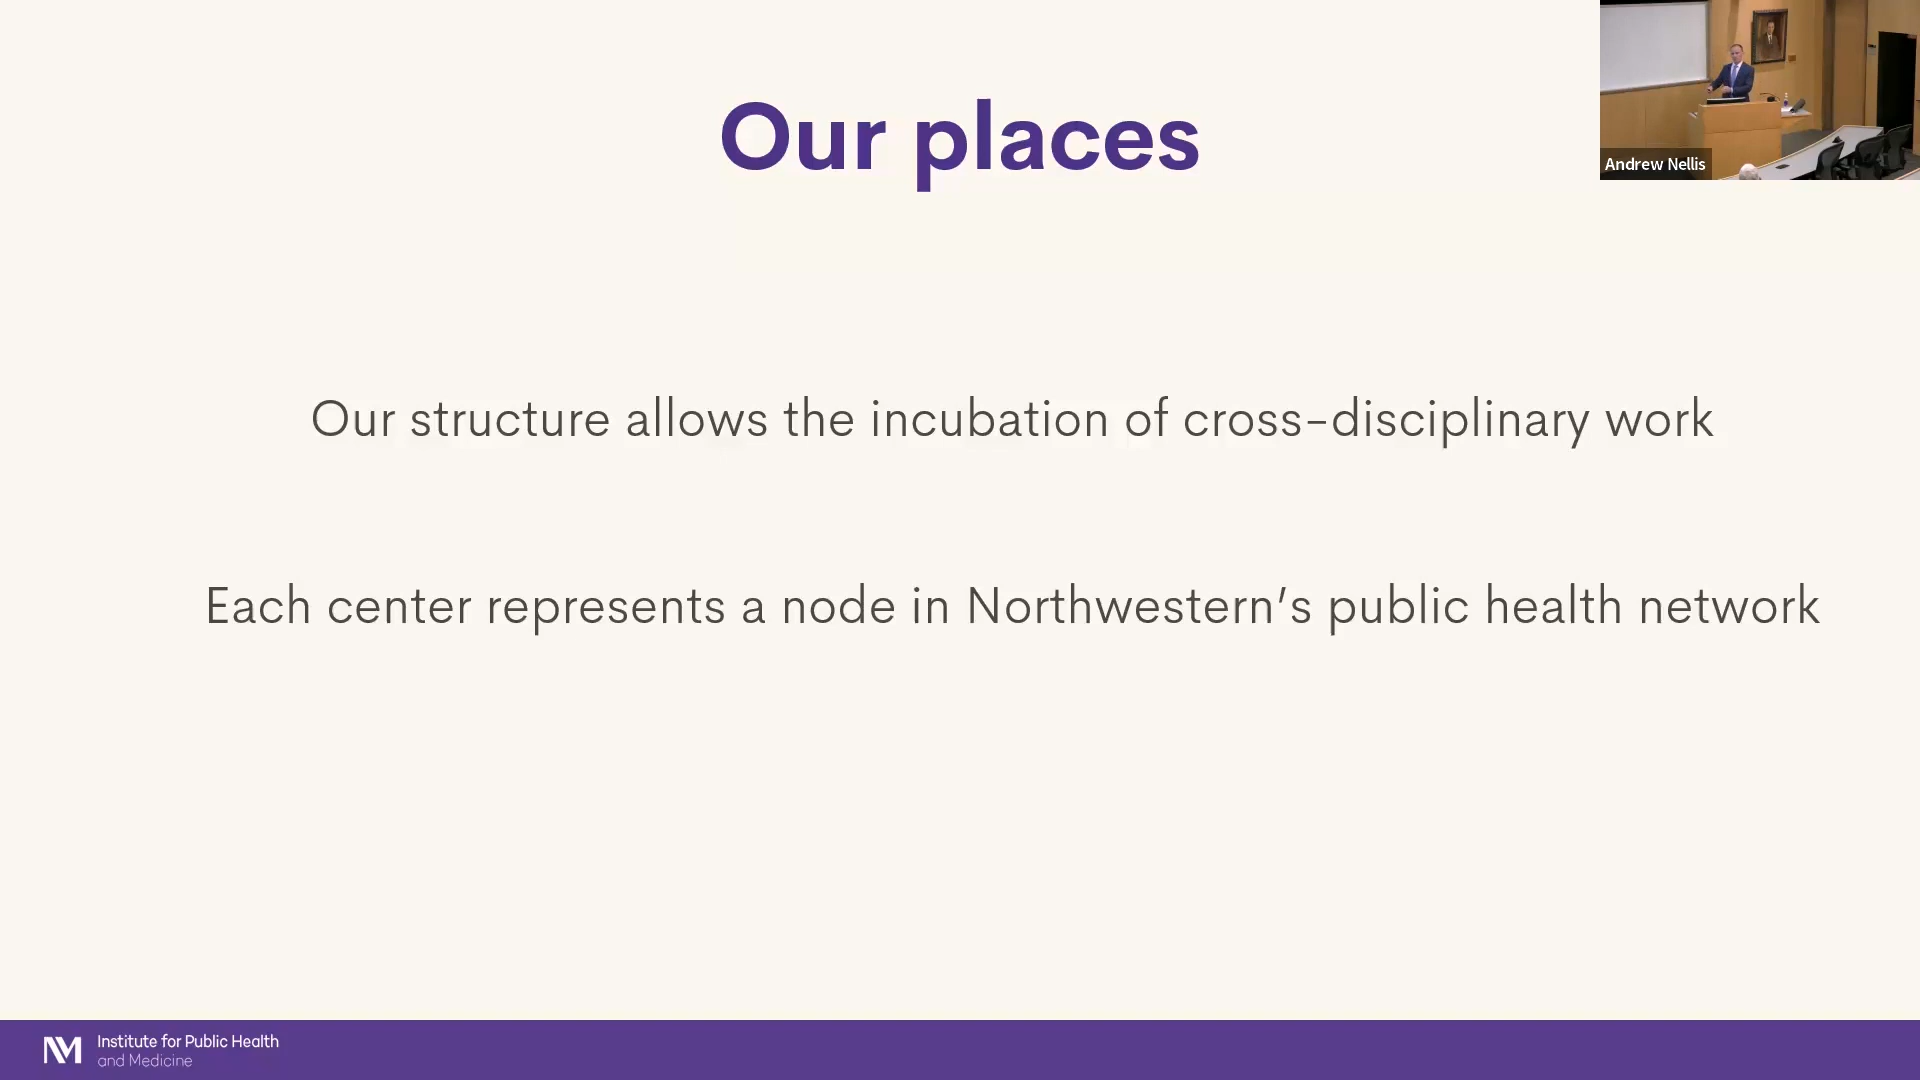 Our places
Andrew Nellis
Our structure allows the incubation of cross-disciplinary work
Each center represents a node in Northwestern's public health network
NM
Institute for Public Health
and Medicine